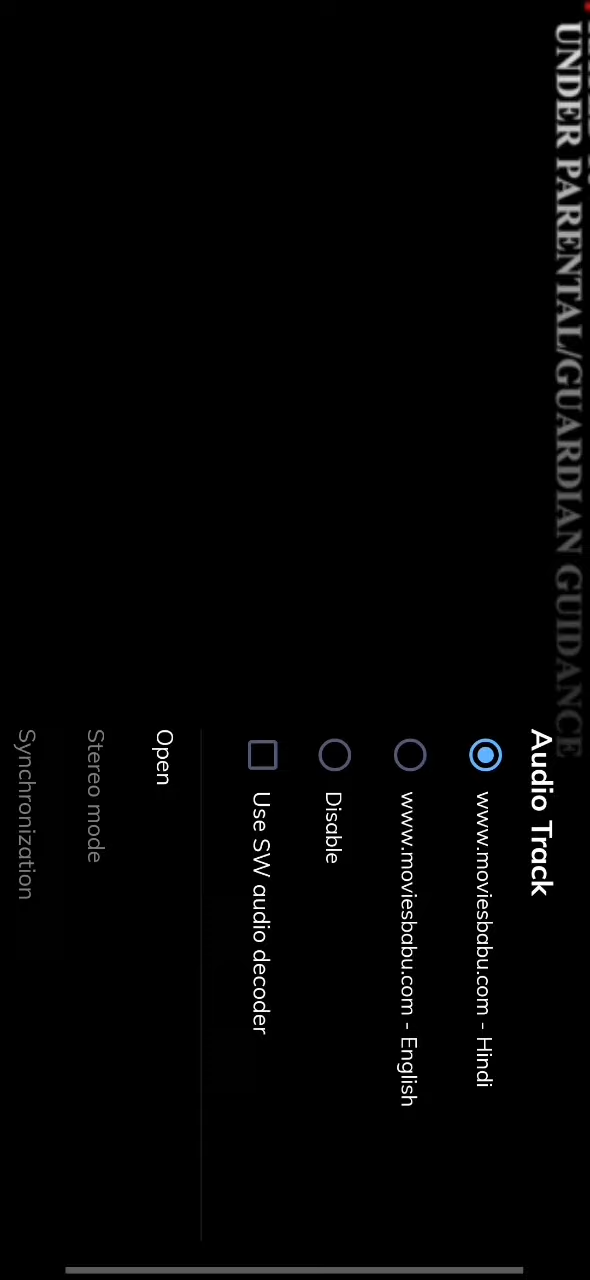 UNDER PARENTAL/GUARDIAN GUIDANCE
Audio Track
www.moviesbabu.com - Hindi
www.moviesbabu.com - English
Disable
Use SW audio decoder
Open
Stereo mode
Synchronization